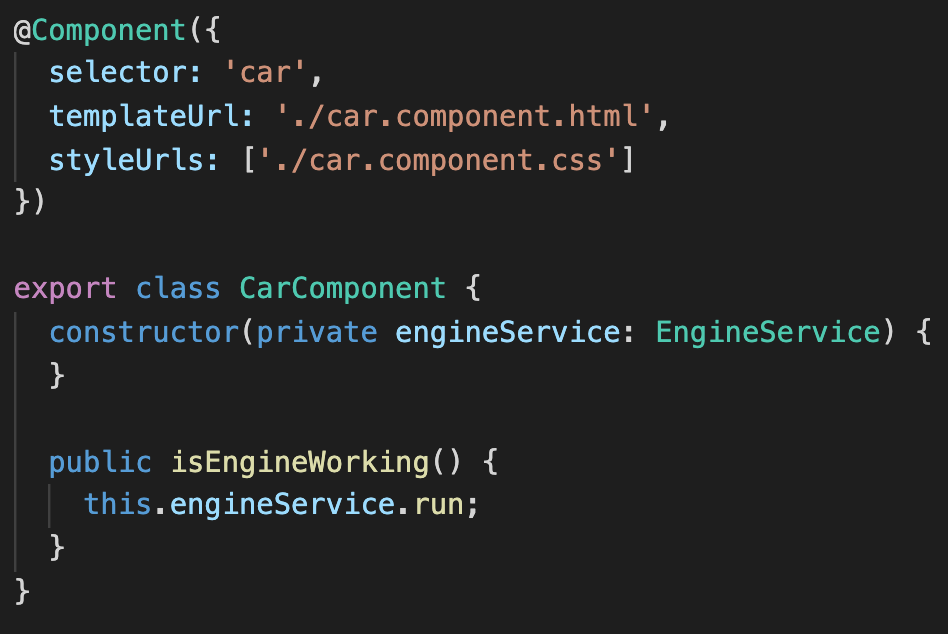 @Component({
  selector: 'car',
  templateUrl: './car.component.html',
  styleUrls: ['./car.component.css']
})

export class CarComponent {
  constructor(private engineService: EngineService) {
  }

  public isEngineWorking() {
    this.engineService.run;
  }
}